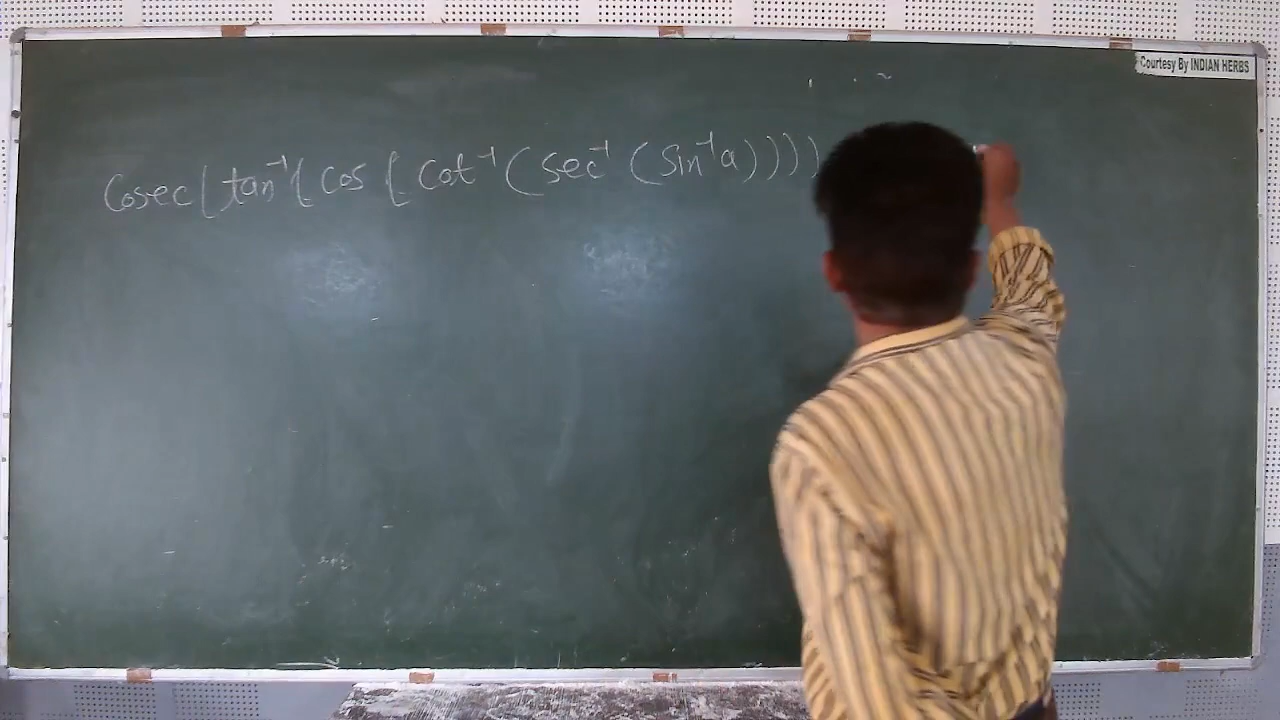 Courtesy By INDIAN HERBS
Cosec[tan⁻¹{cos{cot⁻¹(sec⁻¹(sin⁻¹a))))